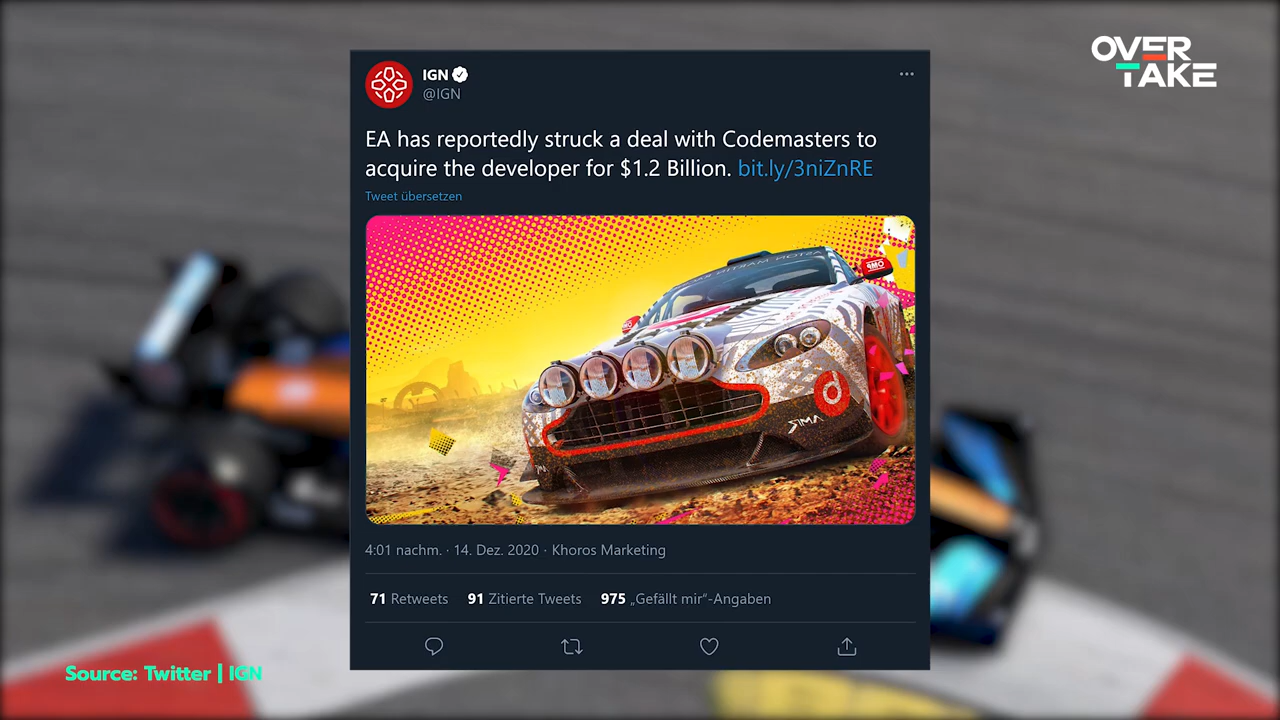 OVER
TAKE
IGN
@IGN
EA has reportedly struck a deal with Codemasters to
acquire the developer for $1.2 Billion. bit.ly/3niZnRE
Tweet übersetzen
SIMA
4:01 nachm. · 14. Dez. 2020 · Khoros Marketing
71 Retweets 91 Zitierte Tweets 975 „Gefällt mir“-Angaben
Source: Twitter | IGN